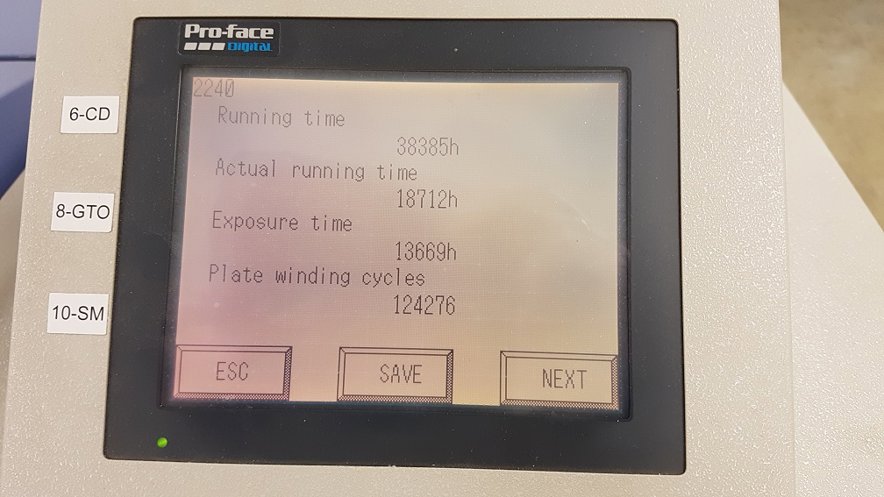 Pro-face
DIGITAL
6-CD
8-GTO
10-SM
2240
Running time
38385h
Actual running time
18712h
Exposure time
13669h
Plate winding cycles
124276
ESC SAVE NEXT